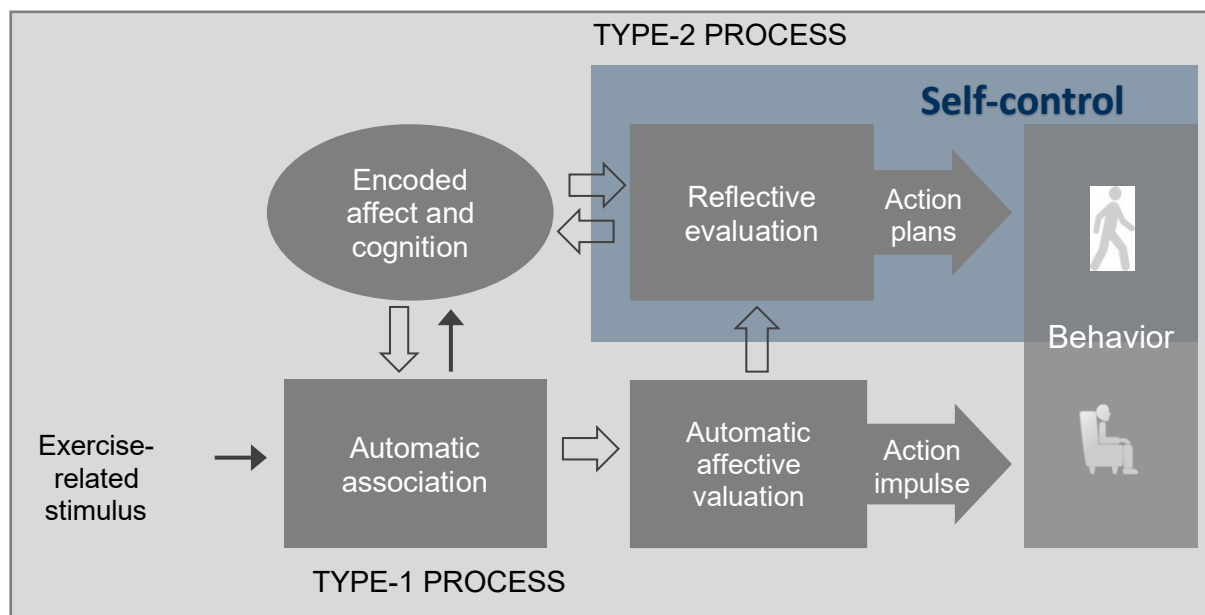 TYPE-2 PROCESS
Self-control
Encoded
affect and
cognition
Reflective
evaluation
Action
plans
Behavior
Exercise-
related
stimulus
Automatic
association
Automatic
affective
valuation
Action
impulse
TYPE-1 PROCESS